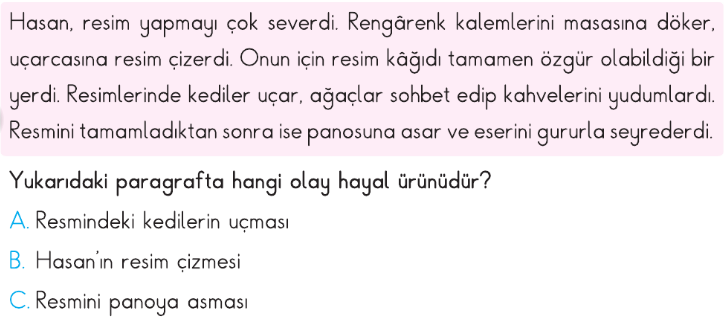 Hasan, resim yapmayı çok severdi. Rengârenk kalemlerini masasına döker,
uçarcasına resim çizerdi. Onun için resim kâğıdı tamamen özgür olabildiği bir
yerdi. Resimlerinde kediler uçar, ağaçlar sohbet edip kahvelerini yudumlardı.
Resmini tamamladıktan sonra ise panosuna asar ve eserini gururla seyrederdi.
Yukarıdaki paragrafta hangi olay hayal ürünüdür?
A. Resmindeki kedilerin uçması
B. Hasan'ın resim çizmesi
C. Resmini panoya asması